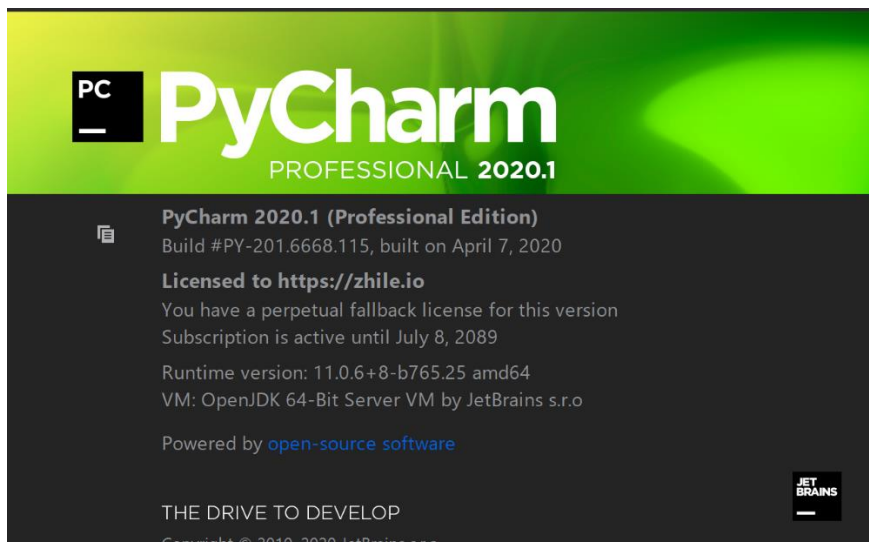 PC
PyCharm
PROFESSIONAL 2020.1
PyCharm 2020.1 (Professional Edition)
Build #PY-201.6668.115, built on April 7, 2020
Licensed to https://zhile.io
You have a perpetual fallback license for this version
Subscription is active until July 8, 2089
Runtime version: 11.0.6+8-b765.25 amd64
VM: OpenJDK 64-Bit Server VM by JetBrains s.r.o
Powered by open-source software
JET
BRAINS
THE DRIVE TO DEVELOP